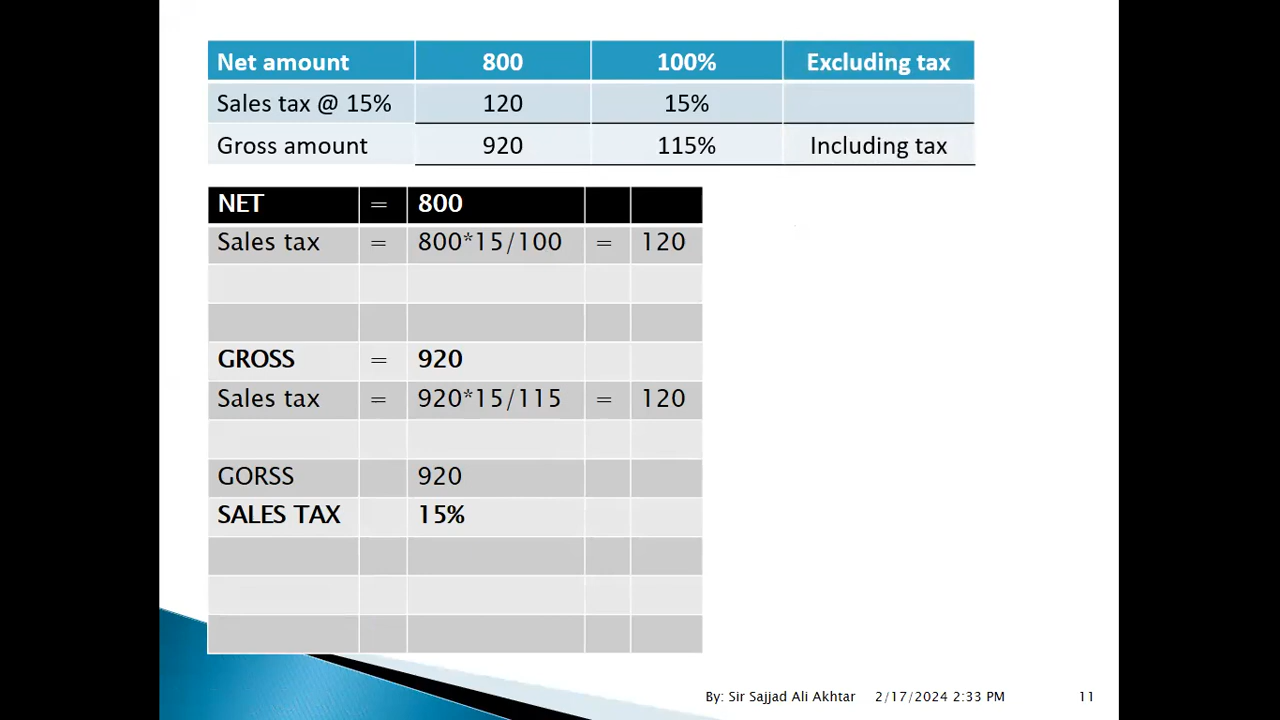 Net amount 800 100% Excluding tax
Sales tax @ 15% 120 15%
Gross amount 920 115% Including tax
NET = 800
Sales tax = 800*15/100 = 120
GROSS = 920
Sales tax = 920*15/115 = 120
GORSS 920
SALES TAX 15%
By: Sir Sajjad Ali Akhtar 2/17/2024 2:33 PM 11